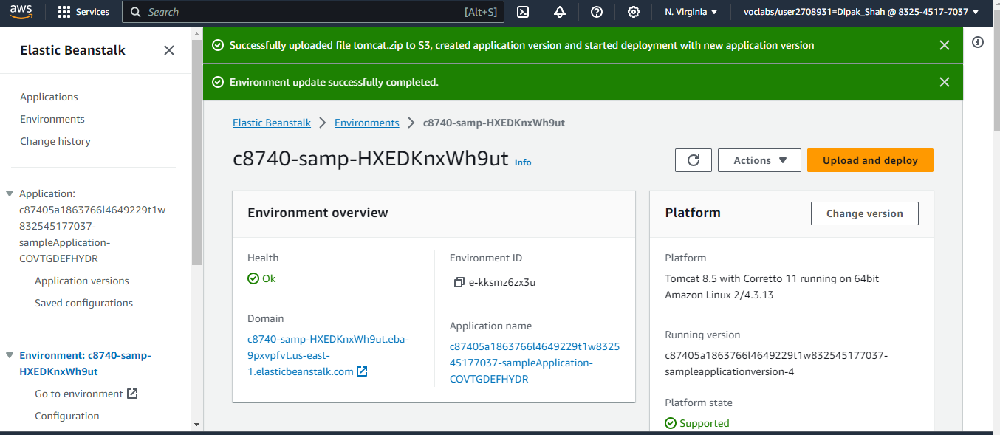 aws
Services
Search
[Alt+S]
N. Virginia
voclabs/user2708931=Dipak_Shah @ 8325-4517-7037
Elastic Beanstalk
Applications
Environments
Change history
Application:
c87405a1863766l4649229t1w
832545177037-
sampleApplication-
COVTGDEFHYDR
Application versions
Saved configurations
Environment: c8740-samp-
HXEDKnxWh9ut
Go to environment
Configuration
Successfully uploaded file tomcat.zip to S3, created application version and started deployment with new application version
Environment update successfully completed.
Elastic Beanstalk
Environments
c8740-samp-HXEDKnxWh9ut
c8740-samp-HXEDKnxWh9ut Info
Actions
Upload and deploy
Environment overview
Health
Ok
Domain
c8740-samp-HXEDKnxWh9ut.eba-
9pxvpfvt.us-east-
1.elasticbeanstalk.com
Environment ID
e-kksmz6zx3u
Application name
c87405a1863766l4649229t1w8325
45177037-sampleApplication-
COVTGDEFHYDR
Platform
Change version
Platform
Tomcat 8.5 with Corretto 11 running on 64bit
Amazon Linux 2/4.3.13
Running version
c87405a1863766l4649229t1w832545177037-
sampleapplicationversion-4
Platform state
Supported